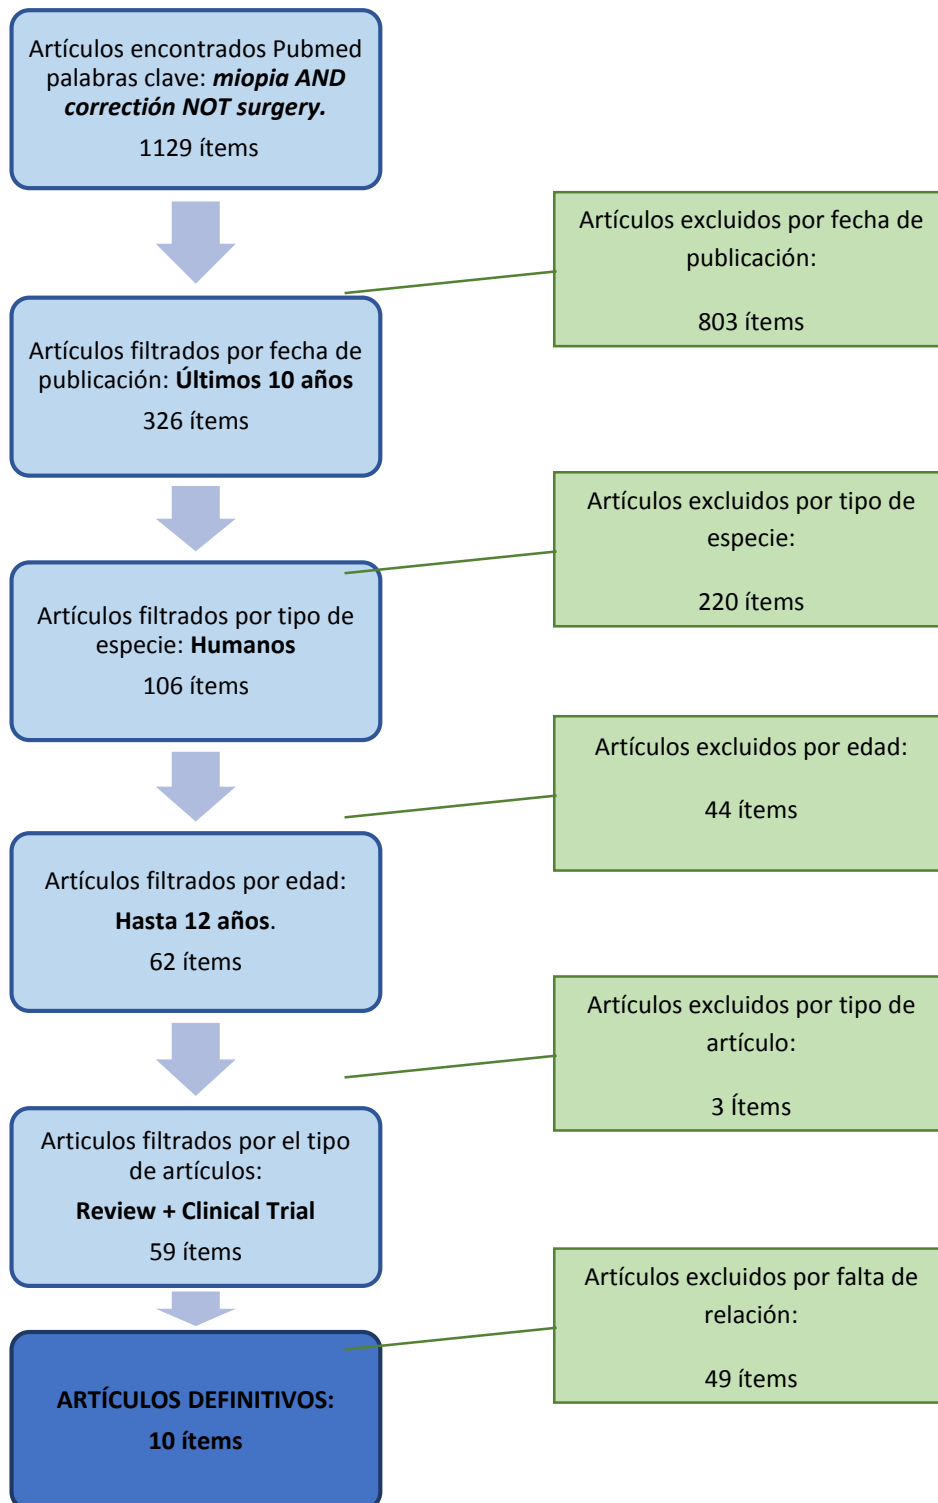 Artículos encontrados Pubmed
palabras clave: miopia AND
correctión NOT surgery.
1129 ítems
Artículos excluidos por fecha de
publicación:
803 ítems
Artículos filtrados por fecha de
publicación: Últimos 10 años
326 ítems
Artículos excluidos por tipo de
especie:
220 ítems
Artículos filtrados por tipo de
especie: Humanos
106 ítems
Artículos excluidos por edad:
44 ítems
Artículos filtrados por edad:
Hasta 12 años.
62 ítems
Artículos excluidos por tipo de
artículo:
3 Ítems
Articulos filtrados por el tipo
de artículos:
Review + Clinical Trial
59 ítems
Artículos excluidos por falta de
relación:
49 ítems
ARTÍCULOS DEFINITIVOS:
10 ítems